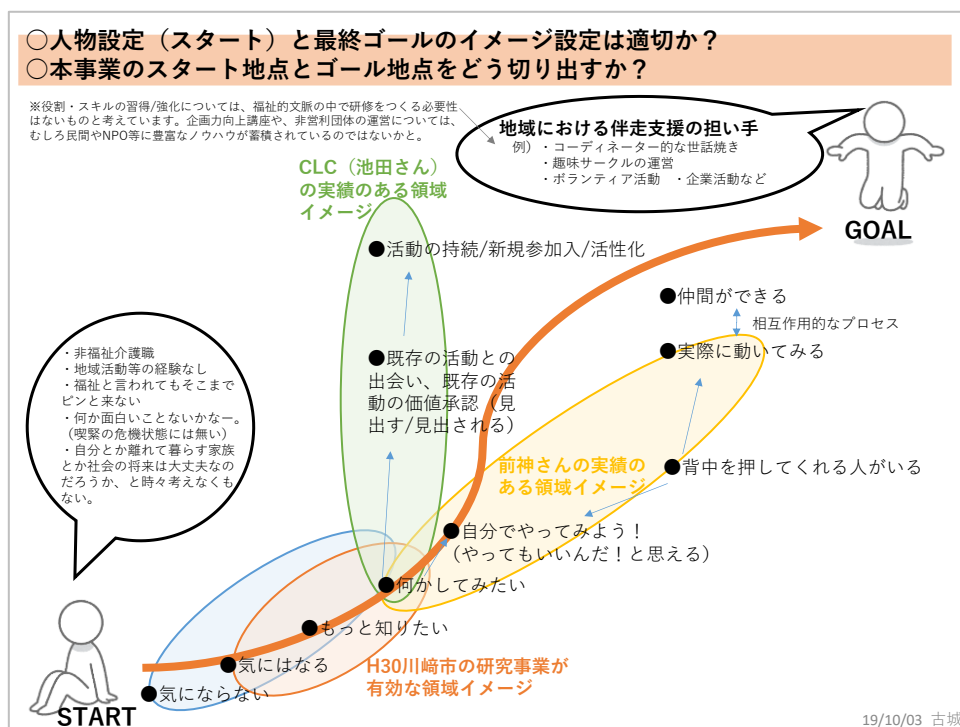 ○人物設定（スタート）と最終ゴールのイメージ設定は適切か？
○本事業のスタート地点とゴール地点をどう切り出すか？
※役割・スキルの習得/強化については、福祉的文脈の中で研修をつくる必要性
はないものと考えています。企画力向上講座や、非営利団体の運営については、
むしろ民間やNPO等に豊富なノウハウが蓄積されているのではないかと。
地域における伴走支援の担い手
例）・コーディネーター的な世話焼き
・趣味サークルの運営
・ボランティア活動　・企業活動など
GOAL
CLC（池田さん）
の実績のある領域
イメージ
●活動の持続/新規参加入/活性化
●仲間ができる
相互作用的なプロセス
●実際に動いてみる
●既存の活動との
出会い、既存の活
動の価値承認（見
出す/見出される）
・非福祉介護職
・地域活動等の経験なし
・福祉と言われてもそこまで
ピンと来ない
・何か面白いことないかなー。
（喫緊の危機状態には無い）
・自分とか離れて暮らす家族
とか社会の将来は大丈夫なの
だろうか、と時々考えなくも
ない。
前神さんの実績の
ある領域イメージ
●背中を押してくれる人がいる
●自分でやってみよう！
（やってもいいんだ！と思える）
●何かしてみたい
●もっと知りたい
●気にはなる
●気にならない
H30川﨑市の研究事業が
有効な領域イメージ
START
19/10/03 古城